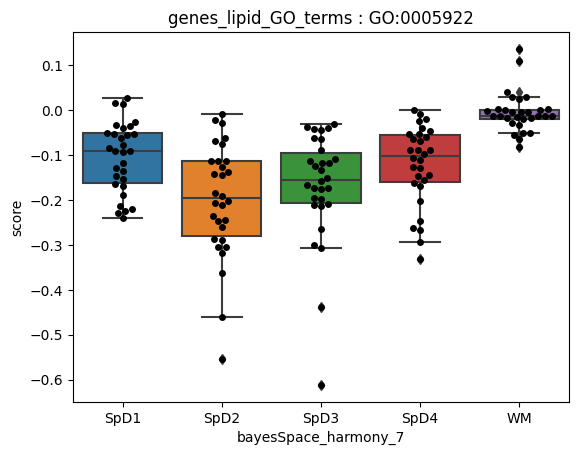 genes_lipid_GO_terms : GO:0005922
0.1
0.0
−0.1
−0.2
−0.3
−0.4
−0.5
−0.6
score
SpD1 SpD2 SpD3 SpD4 WM
bayesSpace_harmony_7